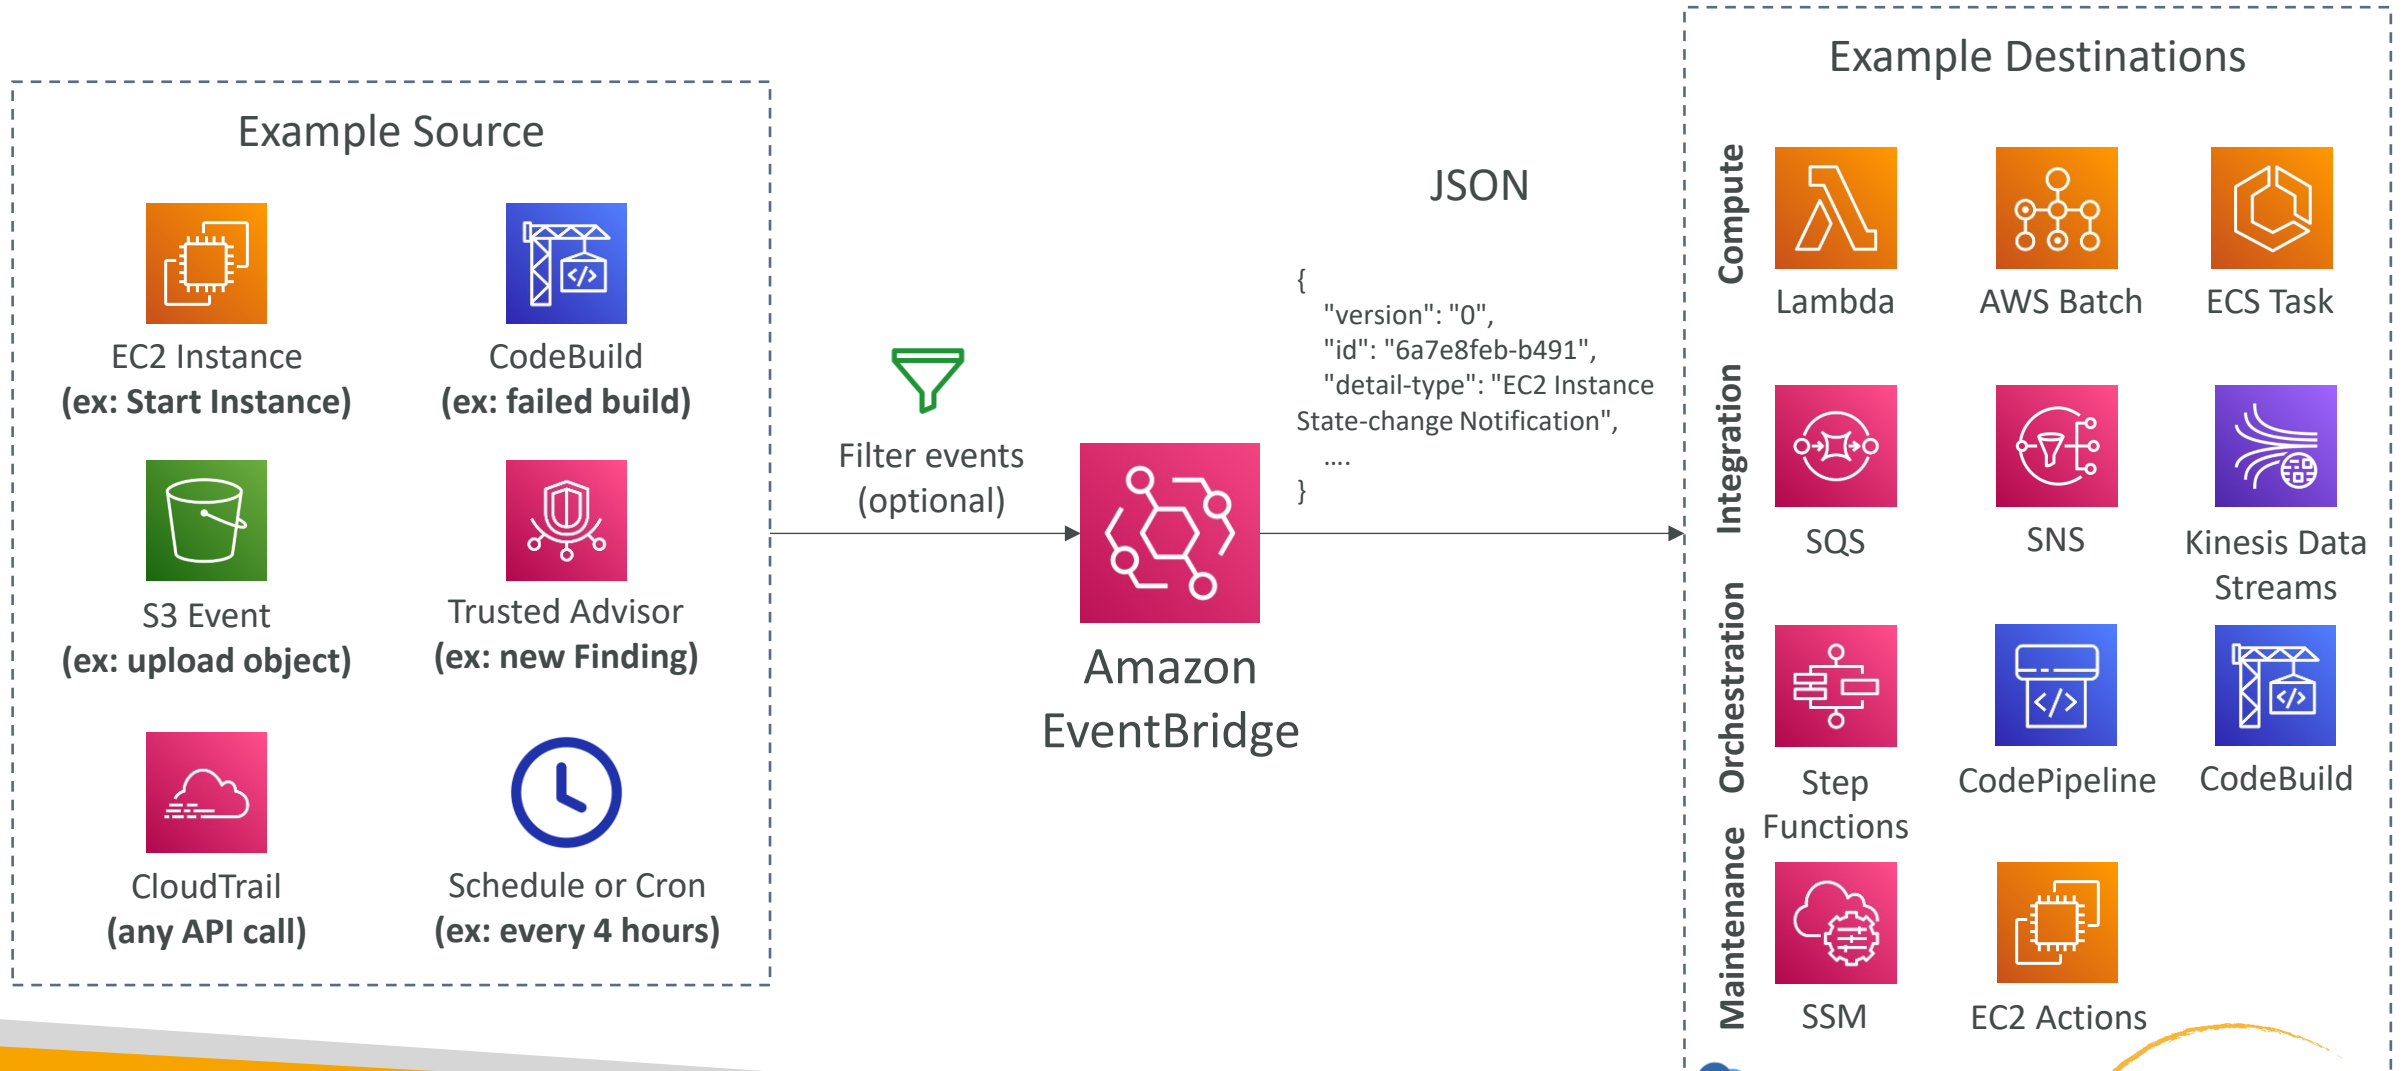 Example Source
EC2 Instance
(ex: Start Instance)
CodeBuild
(ex: failed build)
S3 Event
(ex: upload object)
Trusted Advisor
(ex: new Finding)
CloudTrail
(any API call)
Schedule or Cron
(ex: every 4 hours)
Filter events
(optional)
Amazon
EventBridge
JSON
{
"version": "0",
"id": "6a7e8feb-b491",
"detail-type": "EC2 Instance
State-change Notification",
....
}
Example Destinations
Compute
Lambda
AWS Batch
ECS Task
Integration
SQS
SNS
Kinesis Data
Streams
Orchestration
Step
Functions
CodePipeline
CodeBuild
Maintenance
SSM
EC2 Actions